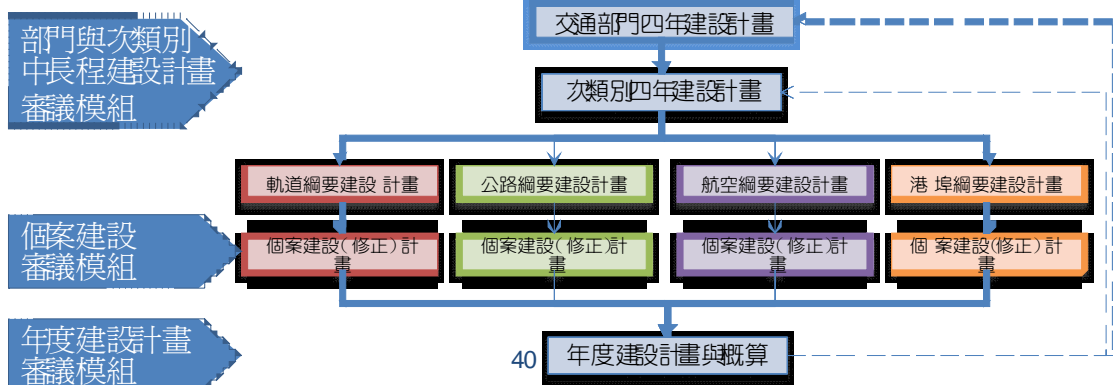 部門與次類別
中長程建設計畫
審議模組
交通部門四年建設計畫
次類別四年建設計畫
軌道綱要建設 計畫
公路綱要建設計畫
航空綱要建設計畫
港 埠綱要建設計畫
個案建設
審議模組
個案建設(修正)計
畫
個案建設(修正)計
畫
個案建設(修正)計
畫
個 案建設(修正) 計
畫
年度建設計畫
審議模組
40
年度建設計畫與概算